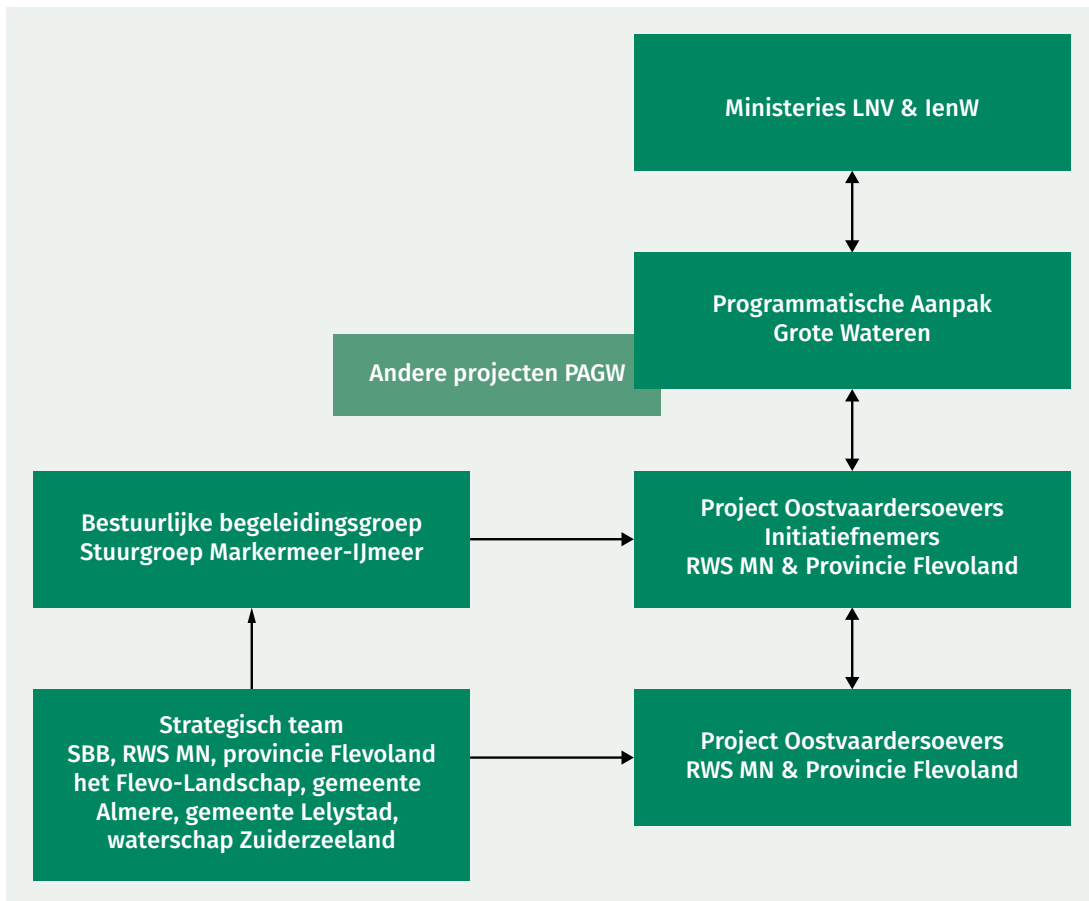 Ministeries LNV & IenW
Programmatische Aanpak
Grote Wateren
Andere projecten PAGW
Bestuurlijke begeleidingsgroep
Stuurgroep Markermeer-IJmeer
Project Oostvaardersoevers
Initiatiefnemers
RWS MN & Provincie Flevoland
Strategisch team
SBB, RWS MN, provincie Flevoland
het Flevo-Landschap, gemeente
Almere, gemeente Lelystad,
waterschap Zuiderzeeland
Project Oostvaardersoevers
RWS MN & Provincie Flevoland